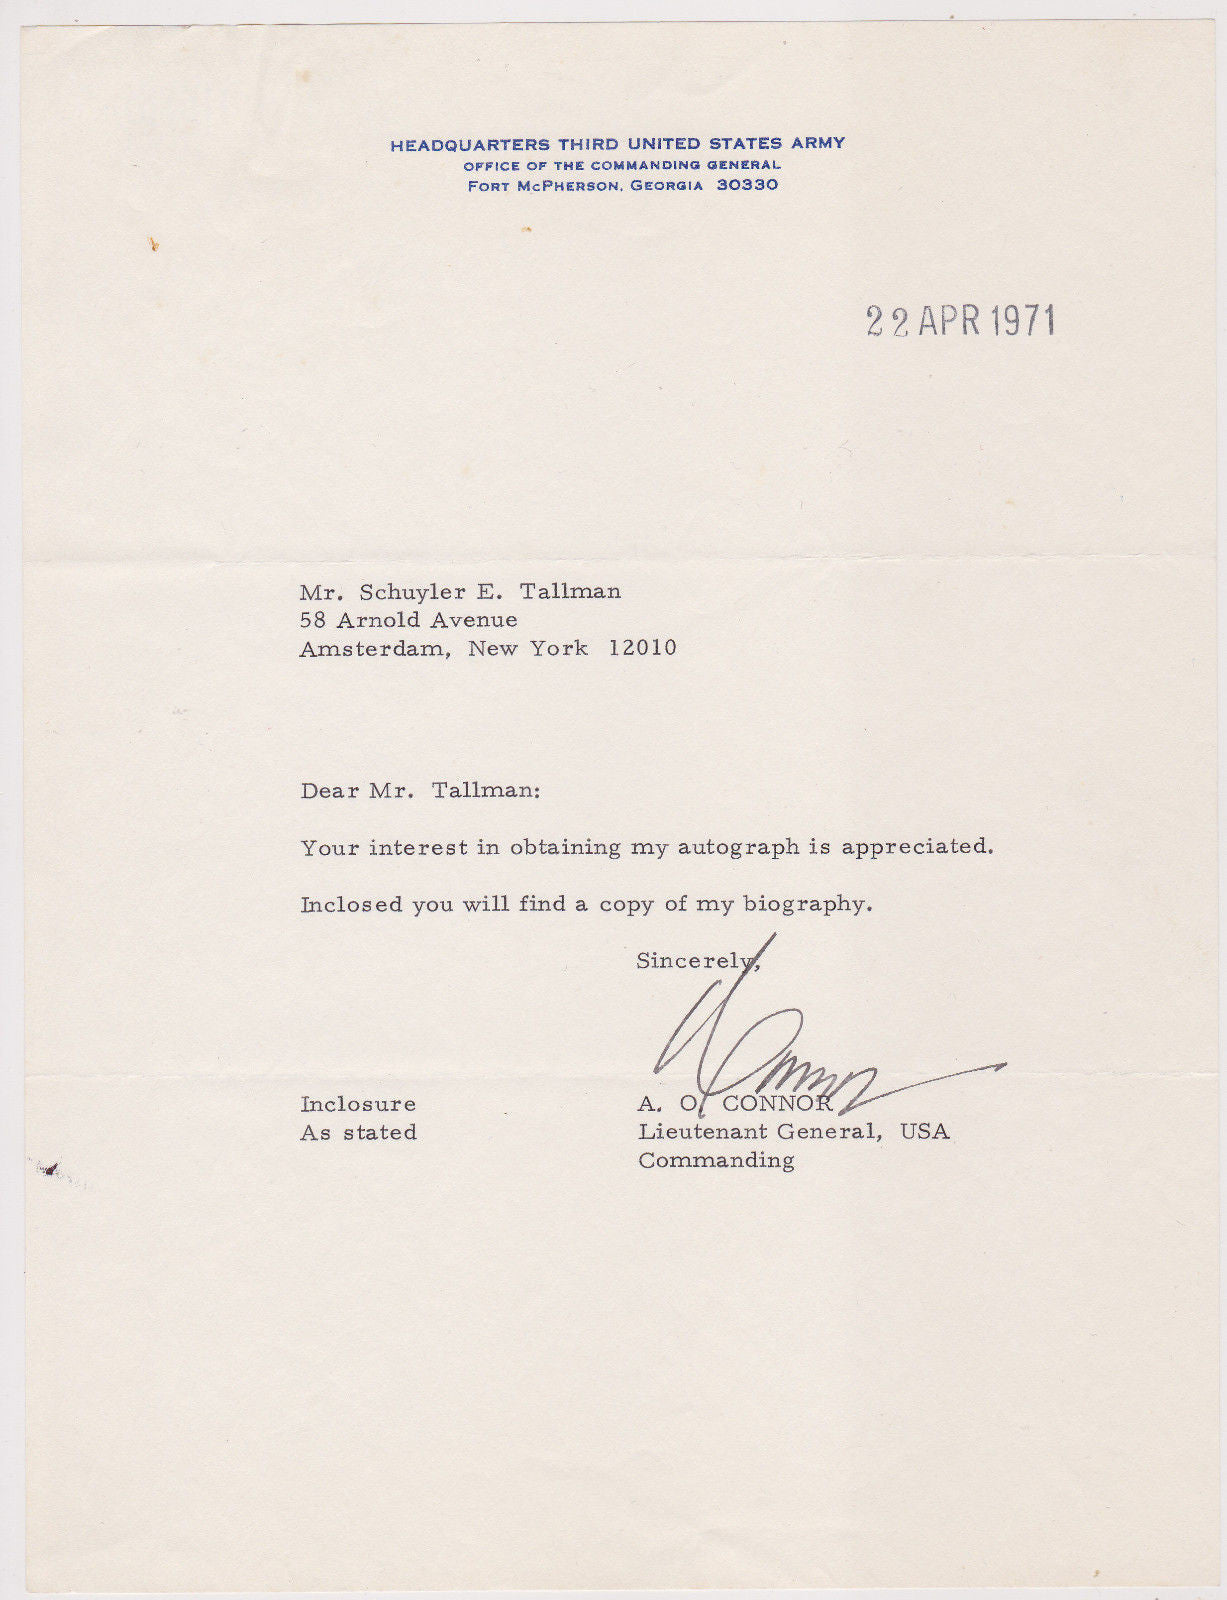 HEADQUARTERS THIRD UNITED STATES ARMY
OFFICE OF THE COMMANDING GENERAL
FORT MCPHERSON, GEORGIA 30330
22 APR 1971
Mr. Schuyler E. Tallman
58 Arnold Avenue
Amsterdam, New York 12010
Dear Mr. Tallman:
Your interest in obtaining my autograph is appreciated.
Inclosed you will find a copy of my biography.
Sincerely,
Inclosure
As stated
A. O. CONNOR
Lieutenant General, USA
Commanding